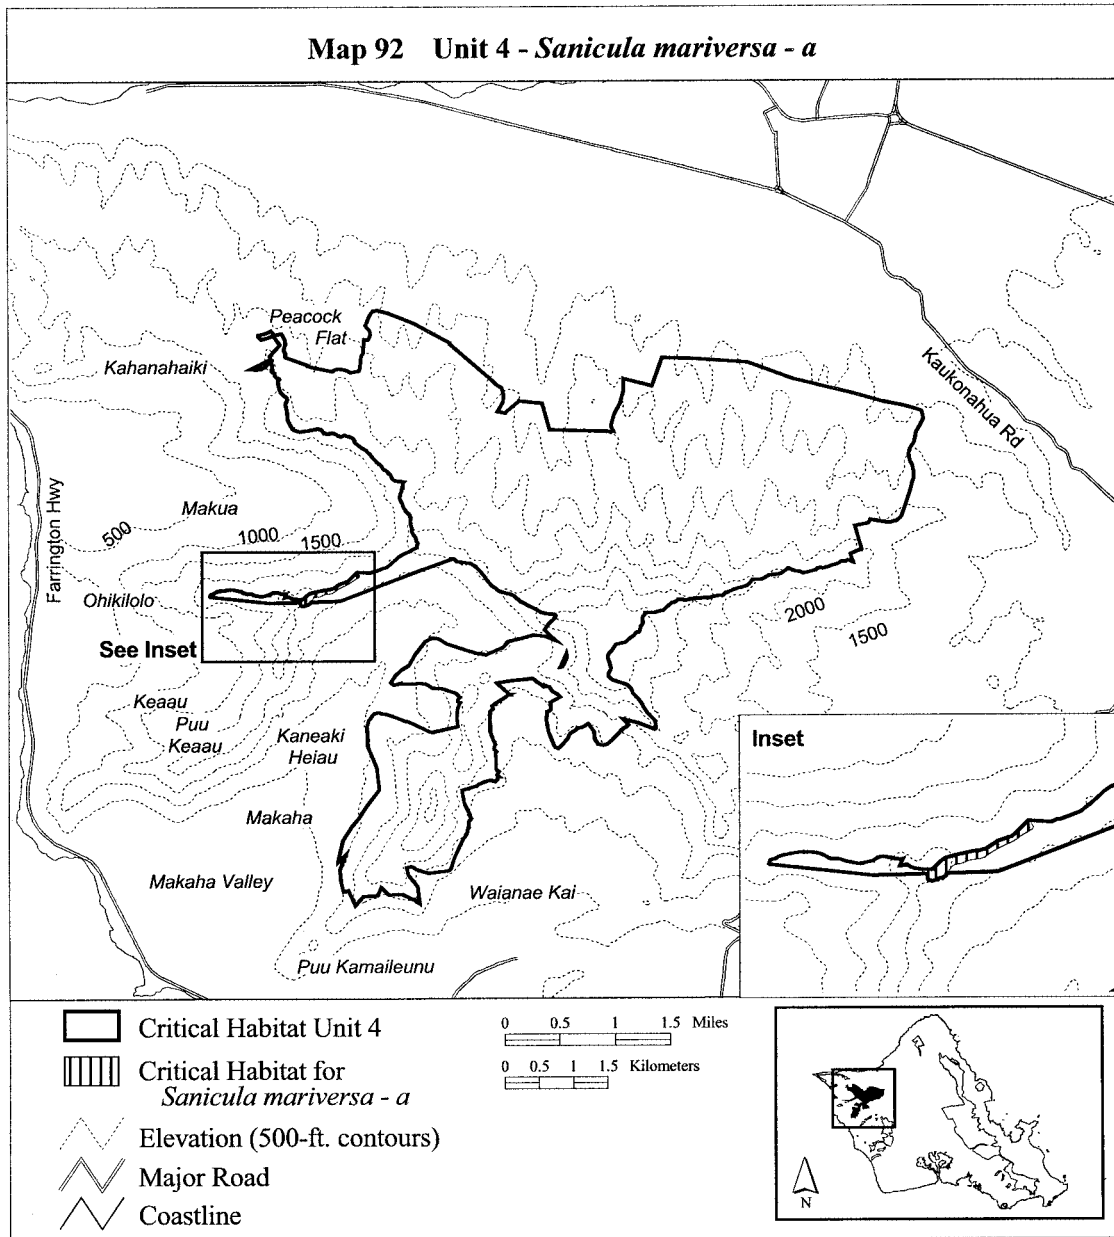 Map 92 Unit 4 - Sanicula mariversa - a
Peacock
Flat
Kahanahaiki
Kaukonahua Rd
Farrington Hwy
Makua
500
1000
1500
Ohikilolo
See Inset
2000
1500
Keaau
Puu
Keaau
Kaneaki
Heiau
Makaha
Makaha Valley
Waianae Kai
Puu Kamaileunu
Inset
Critical Habitat Unit 4
Critical Habitat for
Sanicula mariversa - a
Elevation (500-ft. contours)
Major Road
Coastline
0 0.5 1 1.5 Miles
0 0.5 1 1.5 Kilometers
N